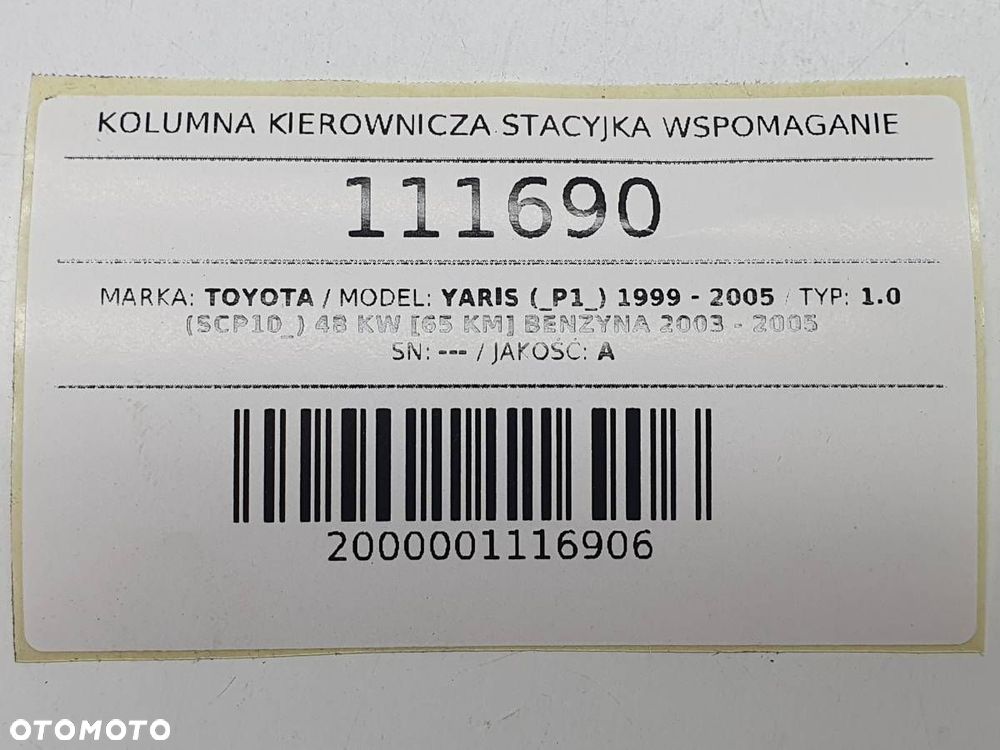 KOLUMNA KIEROWNICZA STACYJKA WSPOMAGANIE
111690
MARKA: TOYOTA / MODEL: YARIS (_P1_) 1999 - 2005 / TYP: 1.0
(SCP10_) 48 KW [65 KM] BENZYNA 2003 - 2005
SN: --- / JAKOŚĆ: A
2000001116906
OTOMOTO